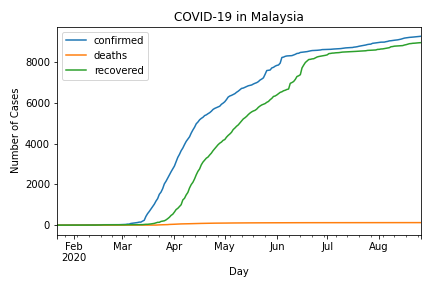 COVID-19 in Malaysia
confirmed
deaths
recovered
Number of Cases
8000
6000
4000
2000
0
Feb
2020
Mar
Apr
May
Jun
Jul
Aug
Day